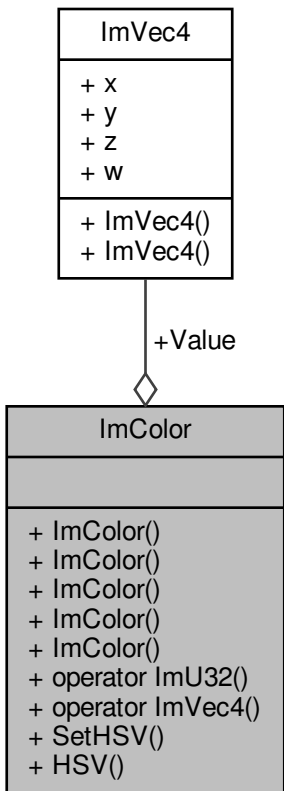 ImVec4
+ x
+ y
+ z
+ w
+ ImVec4()
+ ImVec4()
+Value
ImColor
+ ImColor()
+ ImColor()
+ ImColor()
+ ImColor()
+ ImColor()
+ operator ImU32()
+ operator ImVec4()
+ SetHSV()
+ HSV()